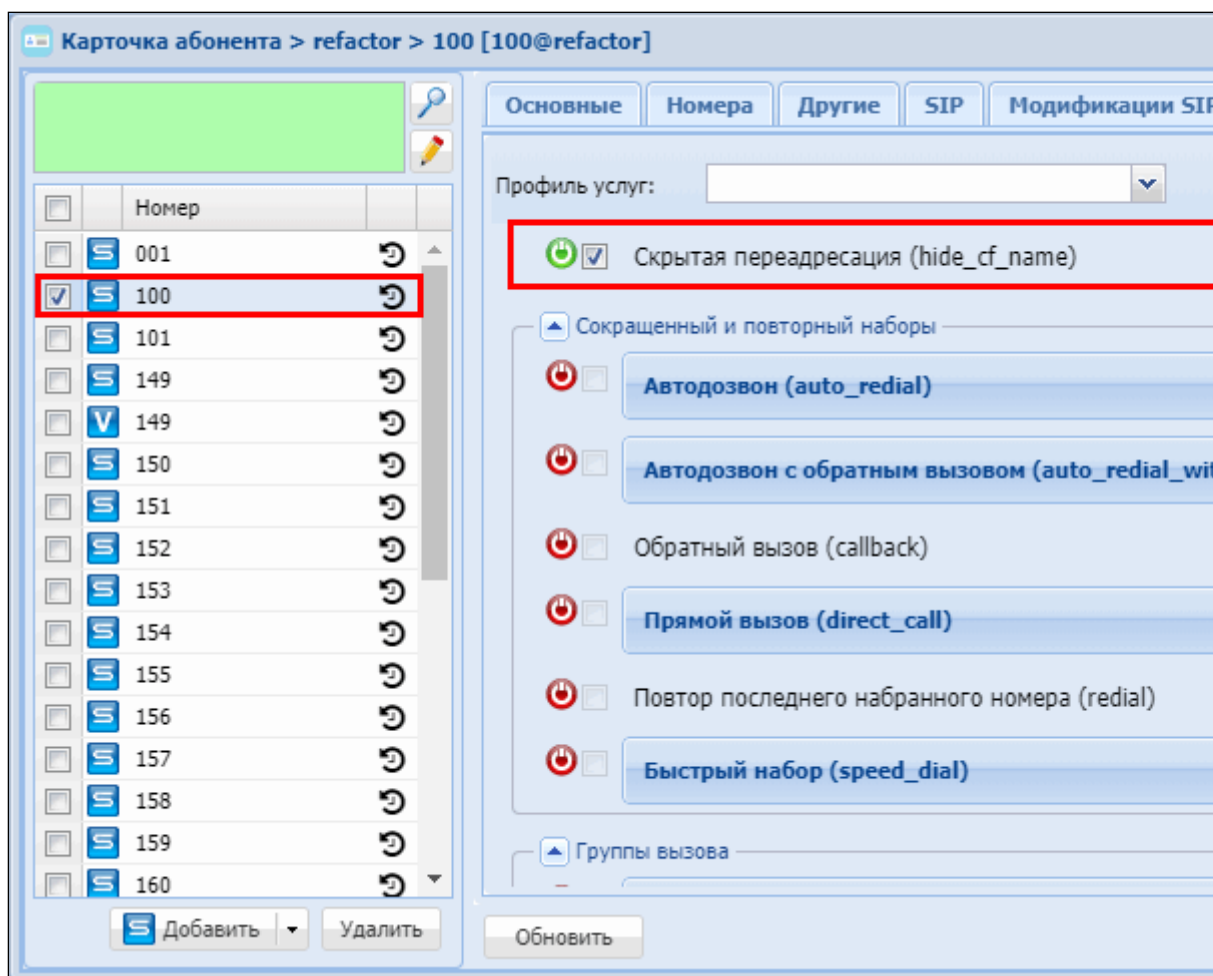 Карточка абонента > refactor > 100 [100@refactor]
Номер
S 001
S 100
S 101
S 149
V 149
S 150
S 151
S 152
S 153
S 154
S 155
S 156
S 157
S 158
S 159
S 160
S Добавить
Удалить
Основные Номера Другие SIP Модификации SIP
Профиль услуг:
Скрытая переадресация (hide_cf_name)
Сокращенный и повторный наборы
Автодозвон (auto_redial)
Автодозвон с обратным вызовом (auto_redial_wit
Обратный вызов (callback)
Прямой вызов (direct_call)
Повтор последнего набранного номера (redial)
Быстрый набор (speed_dial)
Группы вызова
Обновить